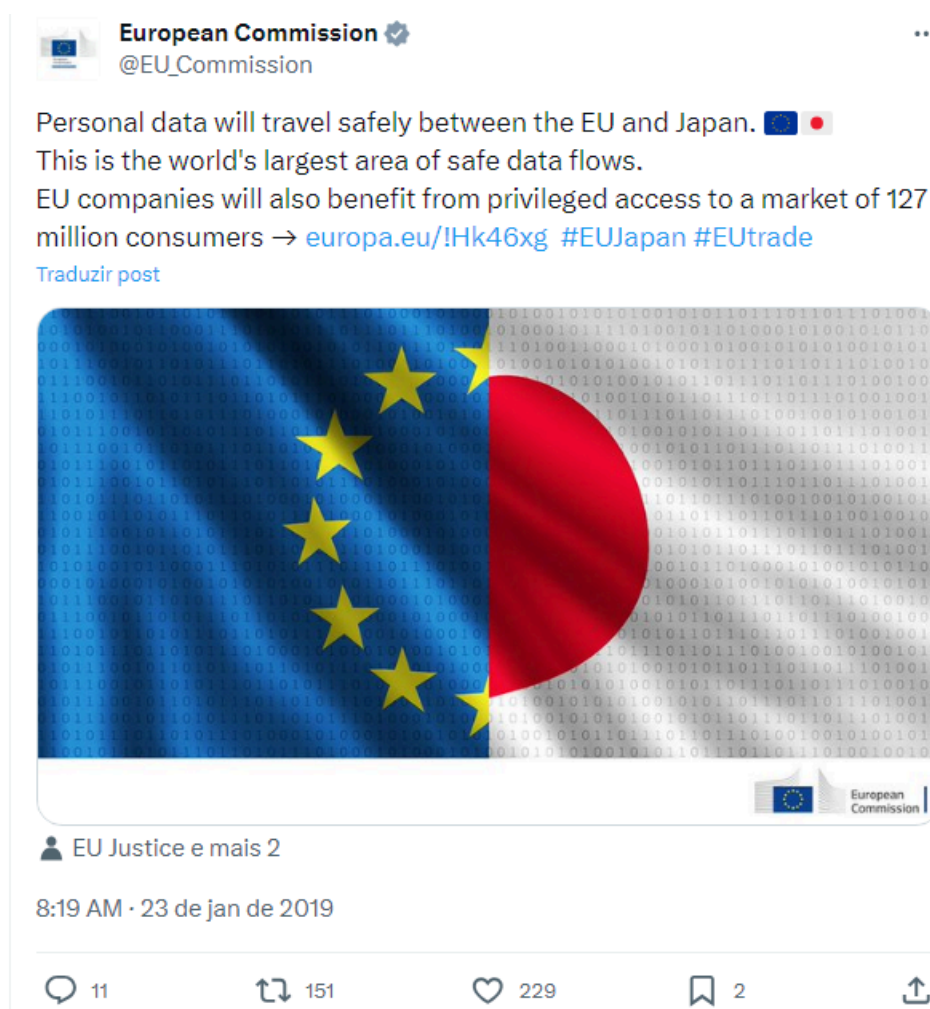 European Commission
@EU_Commission
Personal data will travel safely between the EU and Japan. 🇪🇺 🇯🇵
This is the world's largest area of safe data flows.
EU companies will also benefit from privileged access to a market of 127
million consumers → europa.eu/!Hk46xg #EUJapan #EUtrade
Traduzir post
European
Commission
EU Justice e mais 2
8:19 AM · 23 de jan de 2019
11 151 229 2